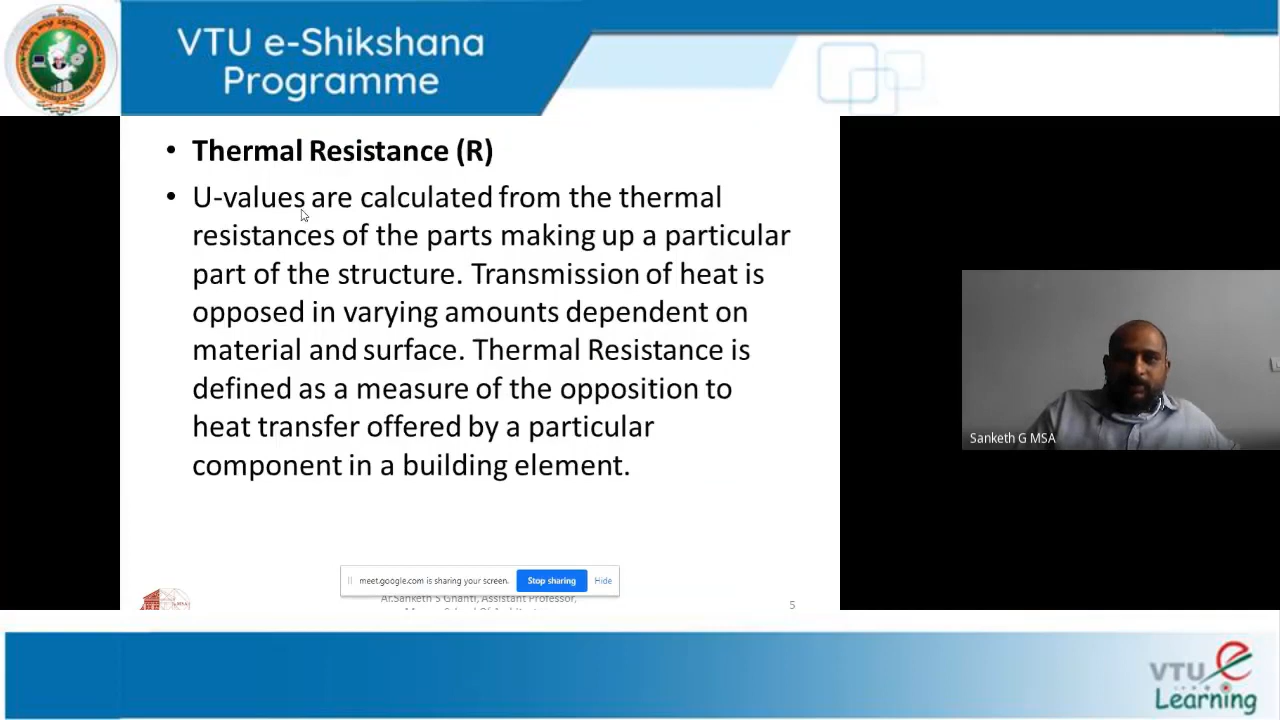 VTU e-Shikshana
Programme
• Thermal Resistance (R)
• U-values are calculated from the thermal
resistances of the parts making up a particular
part of the structure. Transmission of heat is
opposed in varying amounts dependent on
material and surface. Thermal Resistance is
defined as a measure of the opposition to
heat transfer offered by a particular
component in a building element.
Sanketh G MSA
meet.google.com is sharing your screen.
Stop sharing
Hide
Ar.Sanketh S Ghanti, Assistant Professor,
5
VTU e
Learning